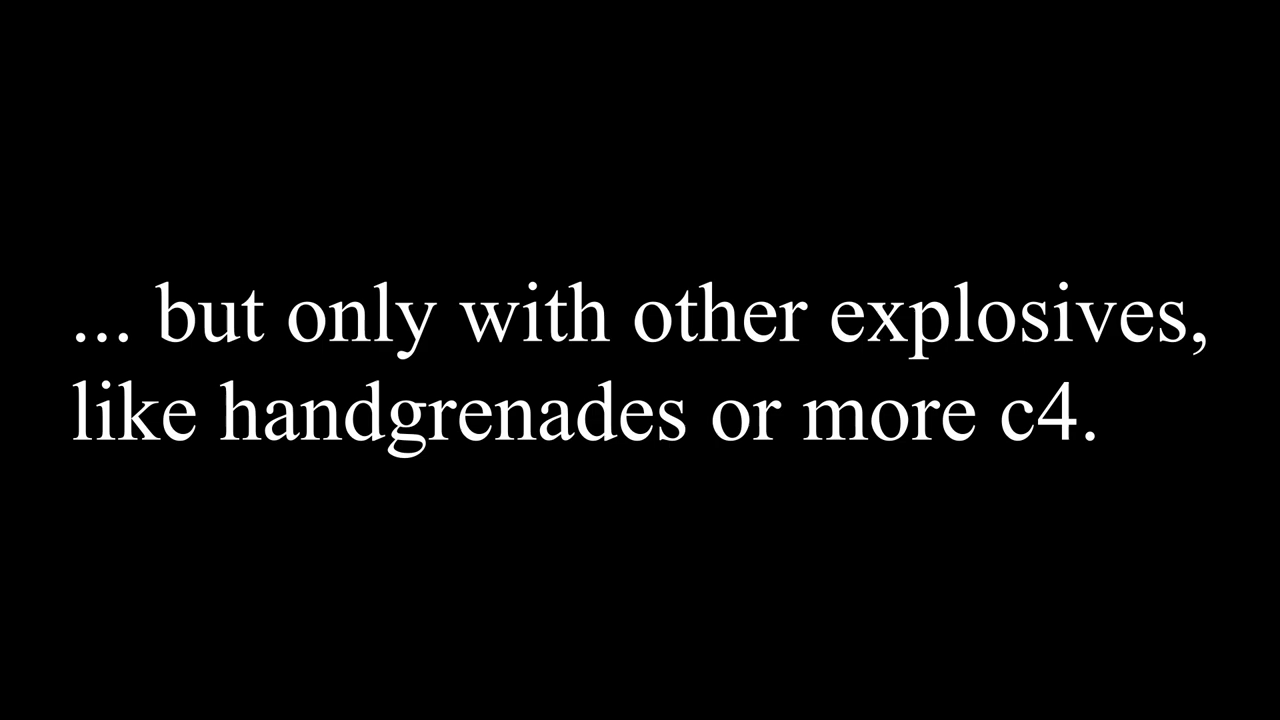 ... but only with other explosives,
like handgrenades or more c4.